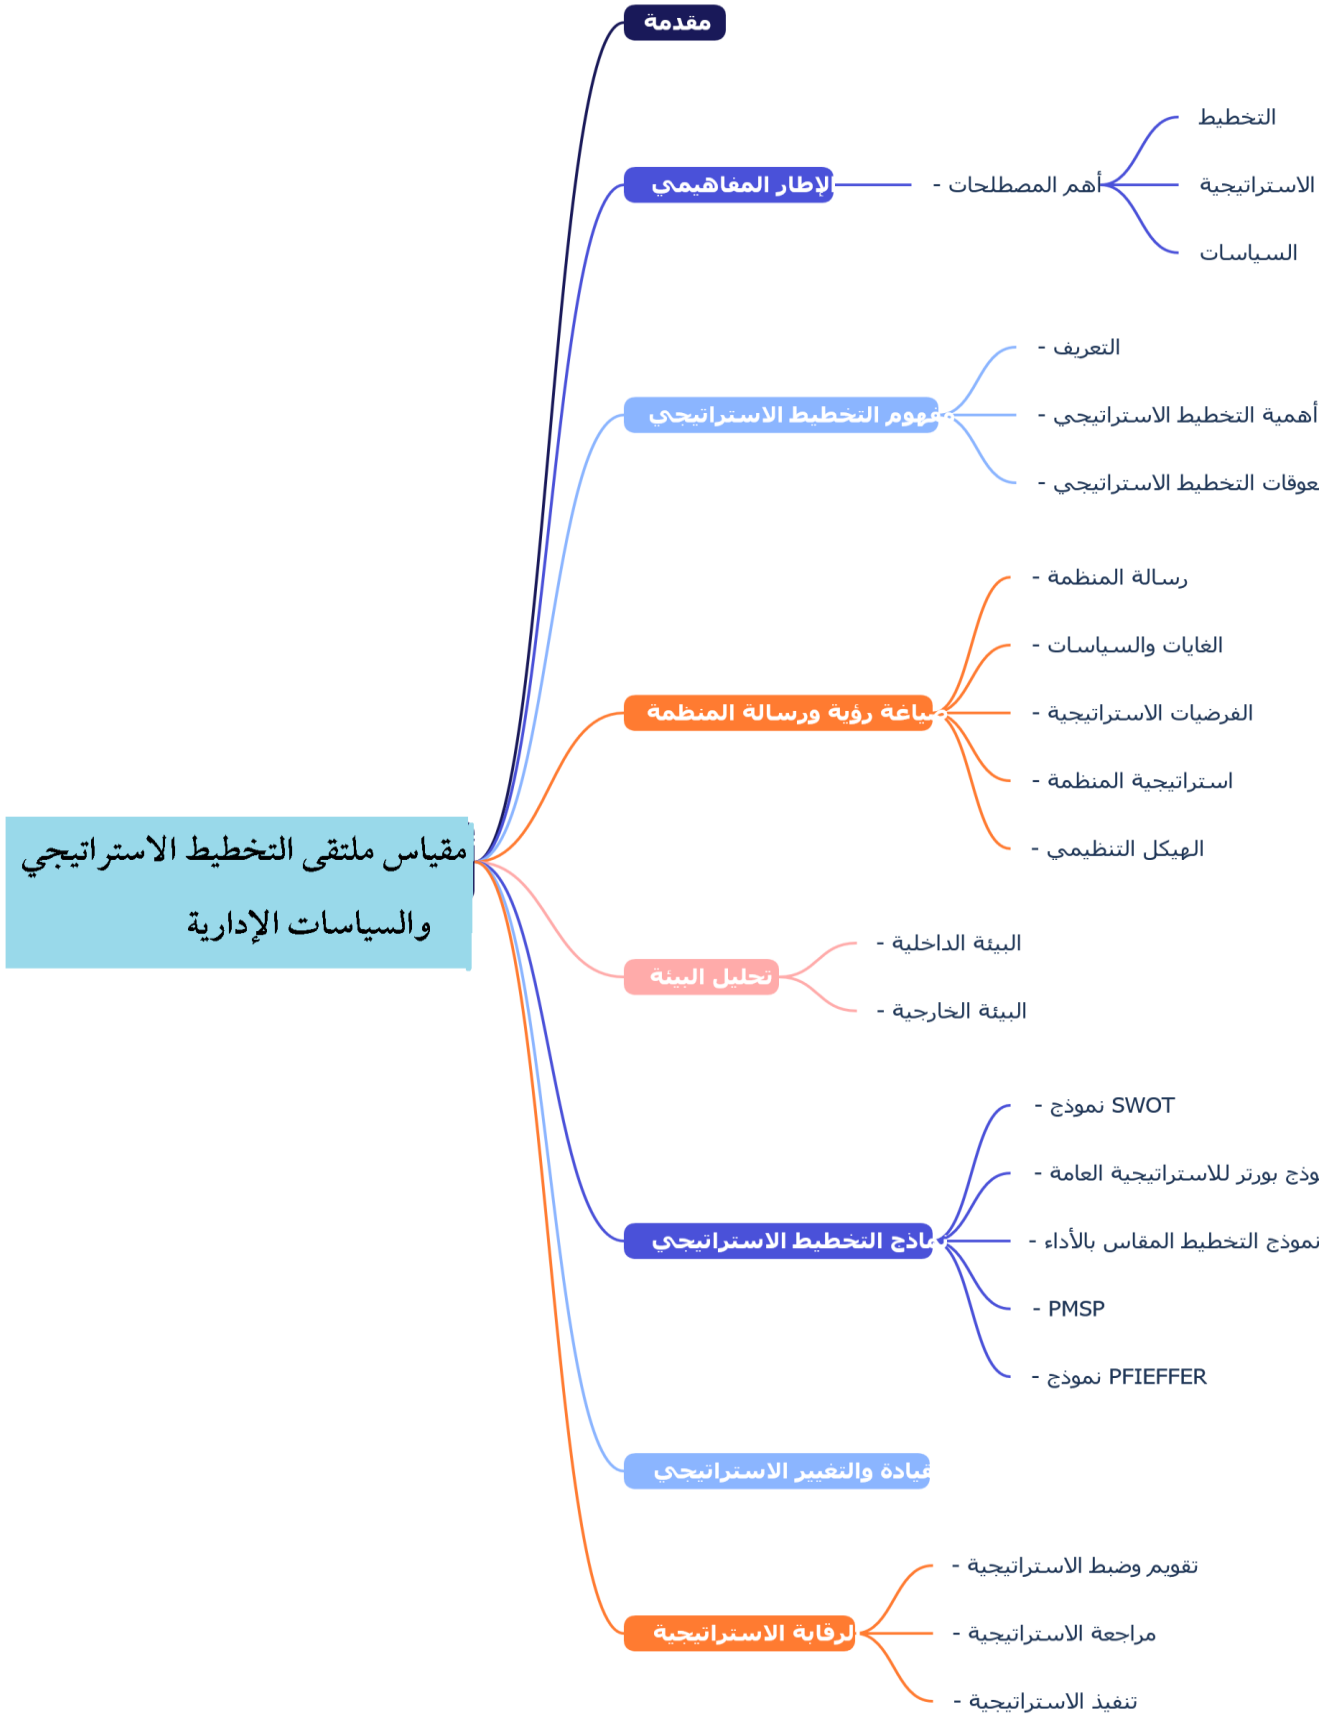 مقياس ملتقى التخطيط الاستراتيجي
والسياسات الإدارية
مقدمة
الإطار المفاهيمي
أهم المصطلحات -
التخطيط
الاستراتيجية
السياسات
مفهوم التخطيط الاستراتيجي
التعريف -
أهمية التخطيط الاستراتيجي -
التخطيط الاستراتيجي -
صياغة رؤية ورسالة المنظمة
رسالة المنظمة -
الغايات والسياسات -
الفرضيات الاستراتيجية -
استراتيجية المنظمة -
الهيكل التنظيمي -
تحليل البيئة
البيئة الداخلية -
البيئة الخارجية -
نماذج التخطيط الاستراتيجي
نموذج SWOT -
بورتر للاستراتيجية العامة -
نموذج التخطيط المقاس بالأداء -
PMSP -
نموذج PFIEFFER -
والتغيير الاستراتيجي
الرقابة الاستراتيجية
تقويم وضبط الاستراتيجية -
مراجعة الاستراتيجية -
تنفيذ الاستراتيجية -